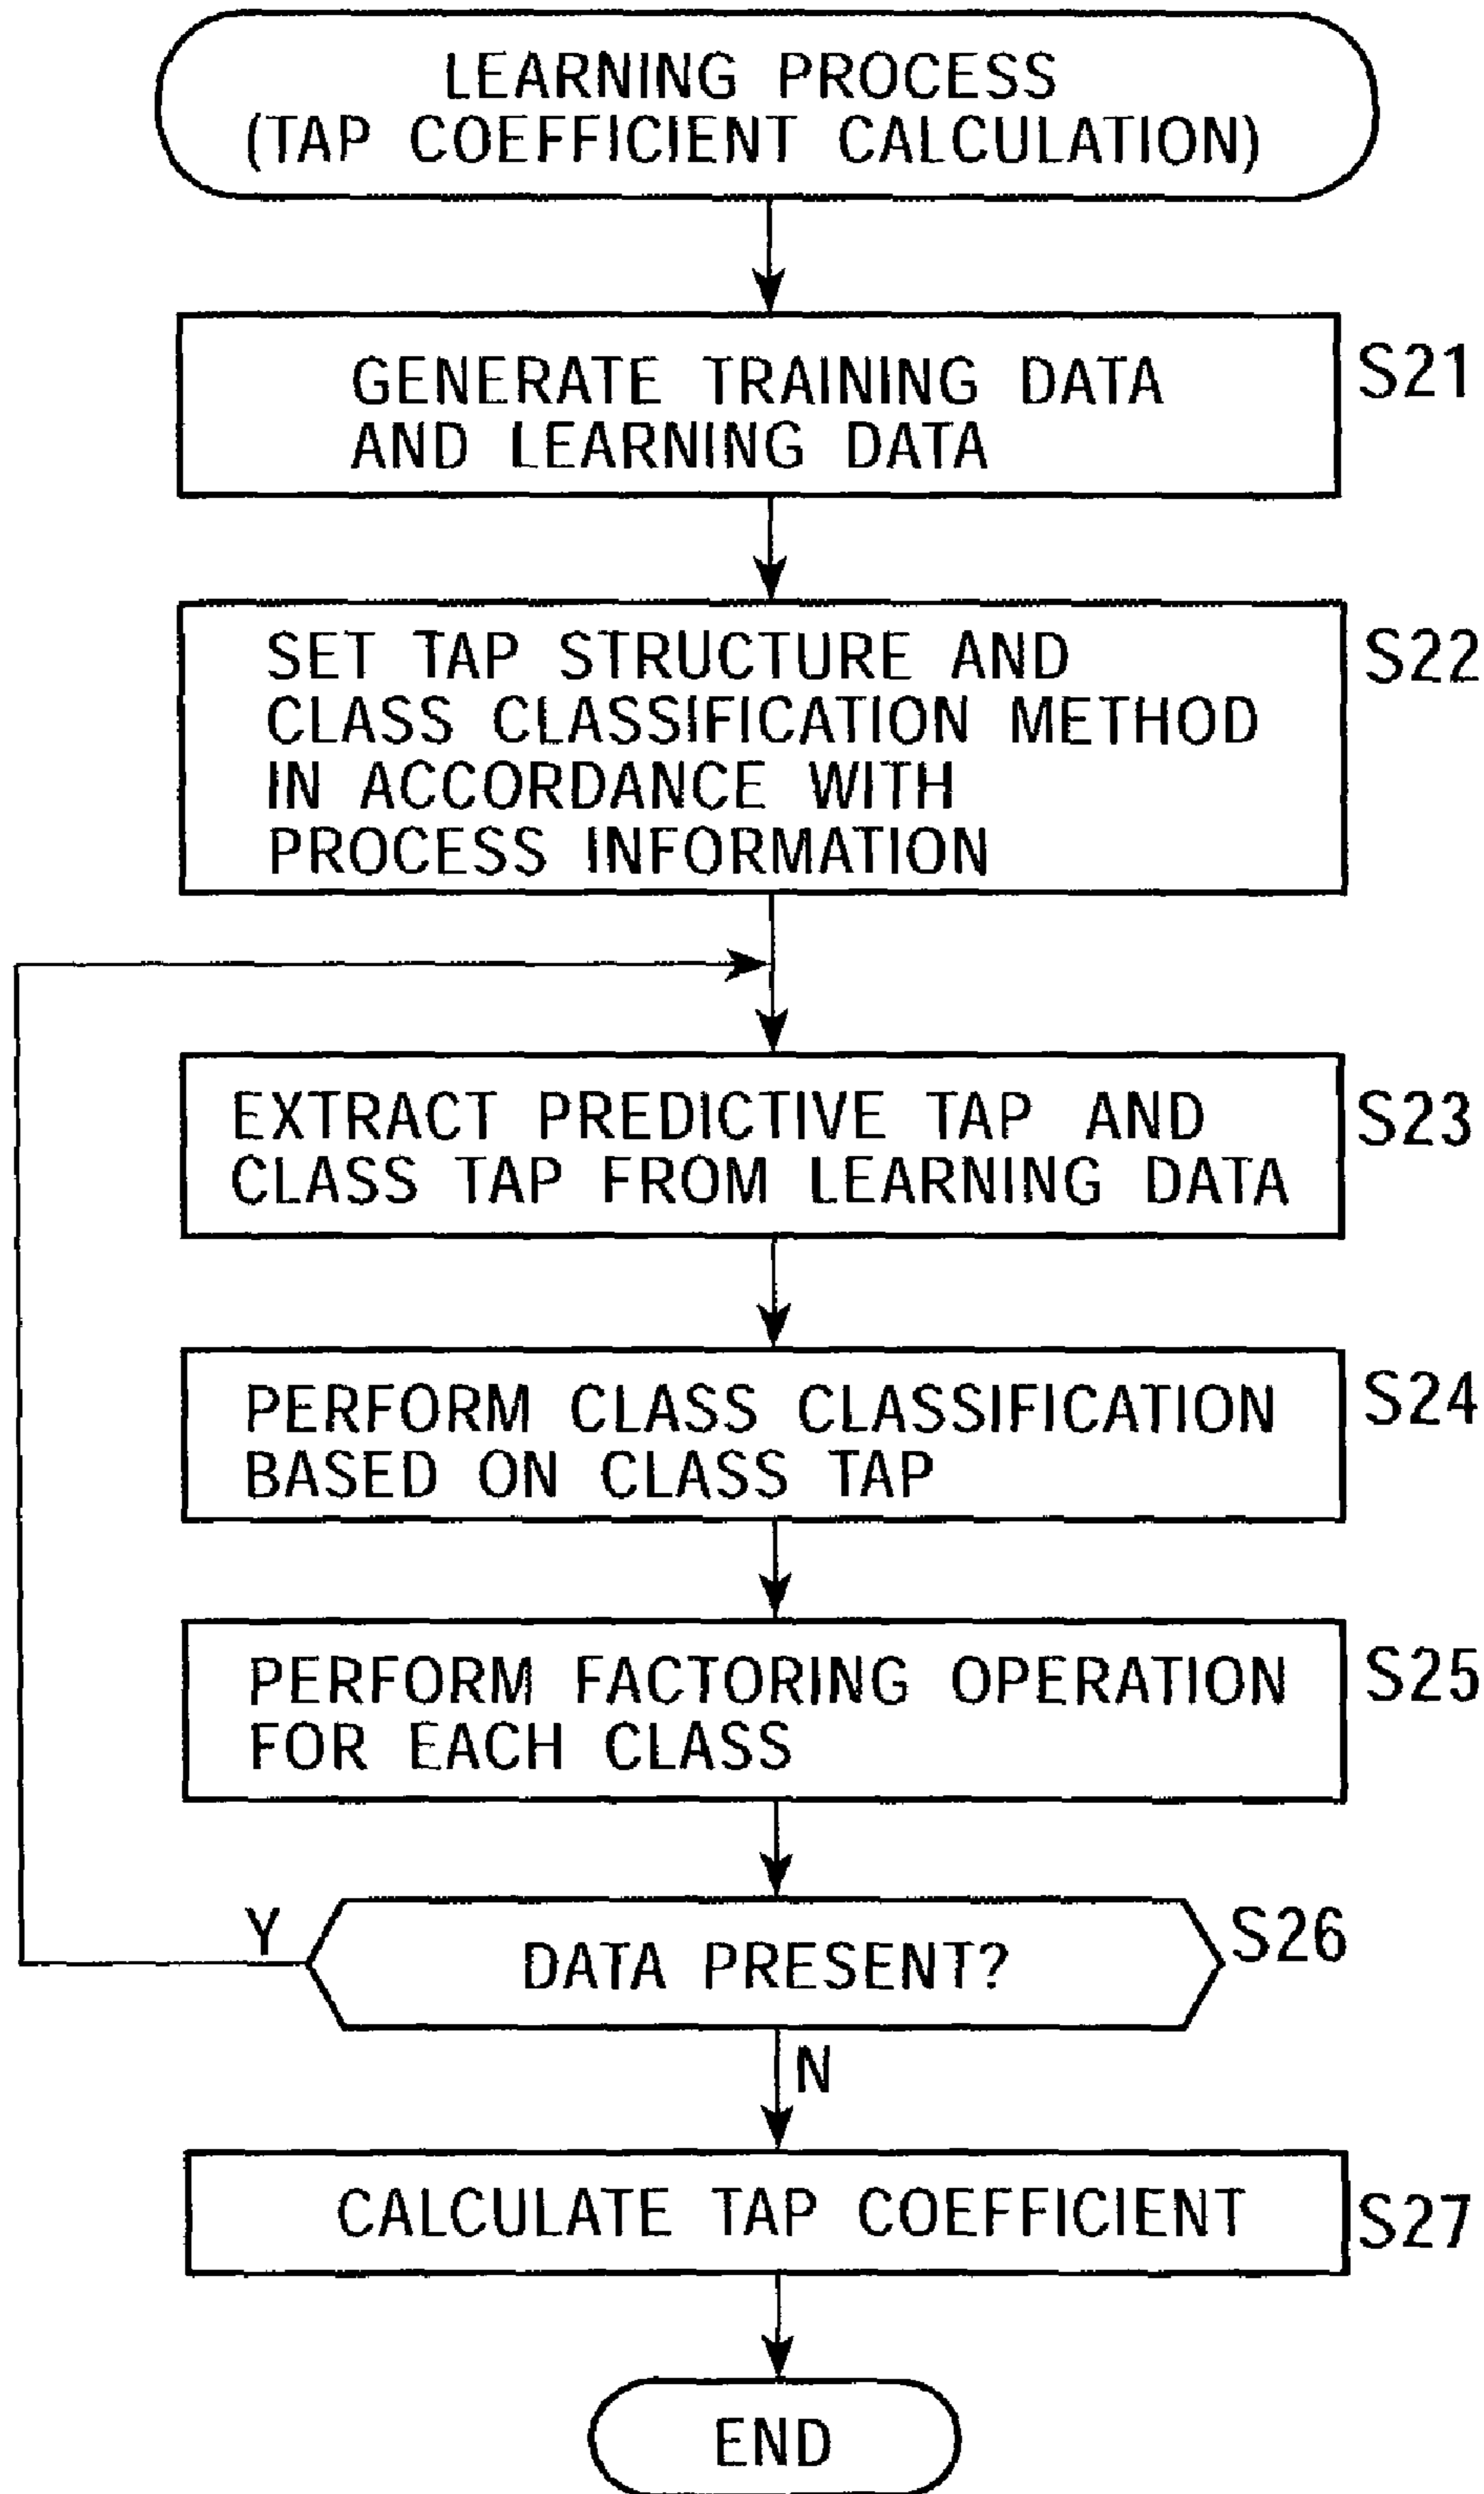 LEARNING PROCESS
(TAP COEFFICIENT CALCULATION)
GENERATE TRAINING DATA
AND LEARNING DATA
S21
SET TAP STRUCTURE AND
CLASS CLASSIFICATION METHOD
IN ACCORDANCE WITH
PROCESS INFORMATION
S22
EXTRACT PREDICTIVE TAP AND
CLASS TAP FROM LEARNING DATA
S23
PERFORM CLASS CLASSIFICATION
BASED ON CLASS TAP
S24
PERFORM FACTORING OPERATION
FOR EACH CLASS
S25
Y
DATA PRESENT?
S26
N
CALCULATE TAP COEFFICIENT
S27
END